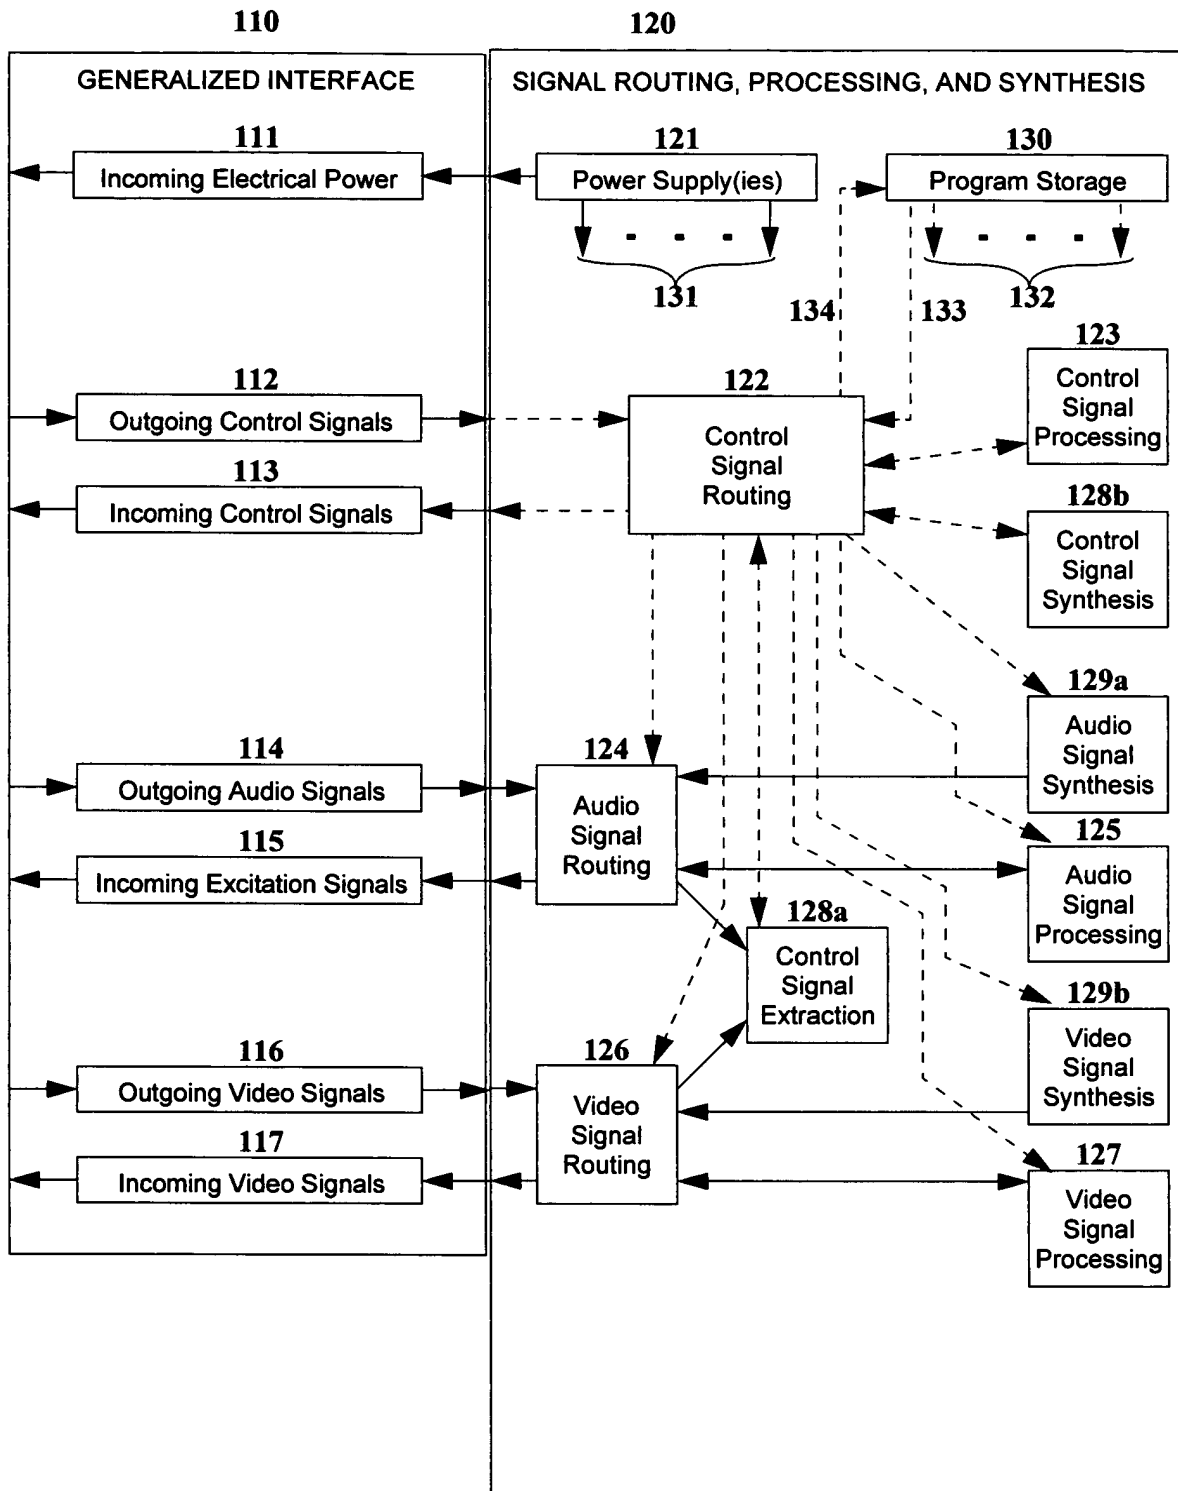 110
120
GENERALIZED INTERFACE
SIGNAL ROUTING, PROCESSING, AND SYNTHESIS
111
Incoming Electrical Power
121
Power Supply(ies)
130
Program Storage
131
132
134
133
123
Control
Signal
Processing
112
Outgoing Control Signals
122
Control
Signal
Routing
113
Incoming Control Signals
128b
Control
Signal
Synthesis
129a
Audio
Signal
Synthesis
114
Outgoing Audio Signals
124
Audio
Signal
Routing
115
Incoming Excitation Signals
125
Audio
Signal
Processing
128a
Control
Signal
Extraction
129b
Video
Signal
Synthesis
116
Outgoing Video Signals
126
Video
Signal
Routing
117
Incoming Video Signals
127
Video
Signal
Processing